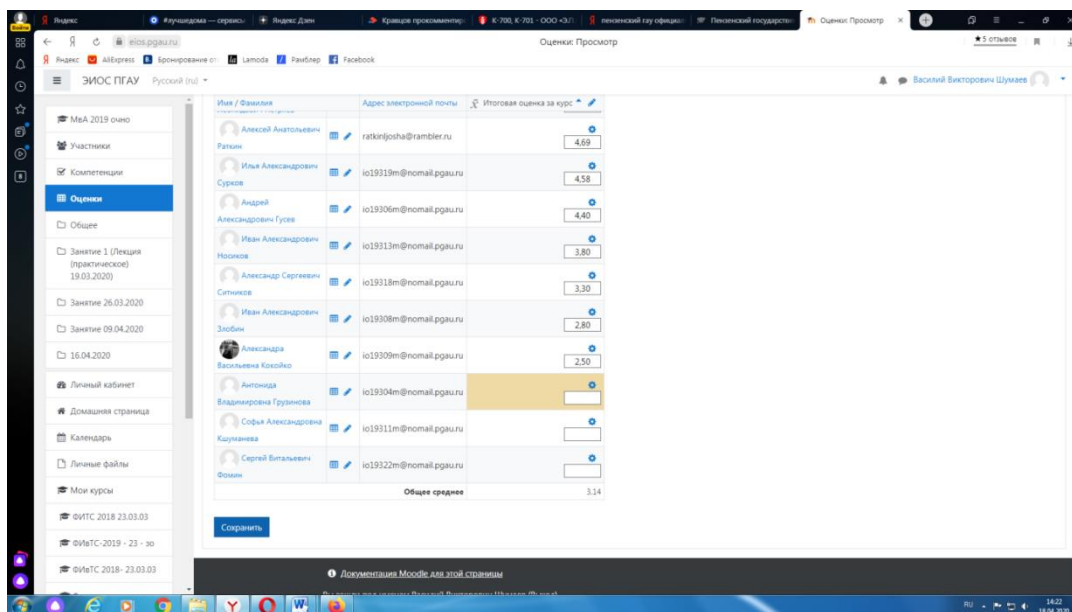 Яндекс
#лучшедома — сервисы
Яндекс Дзен
Кравцов прокомментир
К-700, К-701 - ООО «ЗЛ
пензенский гау официал
Пензенский государстве
Оценки: Просмотр
Войти
eios.pgau.ru
Оценки: Просмотр
★ 5 отзывов
Яндекс
AliExpress
Бронирование от
Lamoda
Рамблер
Facebook
ЭИОС ПГАУ
Русский (ru)
Василий Викторович Шумаев
МвА 2019 очно
Участники
Компетенции
Оценки
Общее
Занятие 1 (Лекция
(практическое)
19.03.2020)
Занятие 26.03.2020
Занятие 09.04.2020
16.04.2020
Личный кабинет
Домашняя страница
Календарь
Личные файлы
Мои курсы
ФИТС 2018 23.03.03
ФИвТС-2019 - 23 - зо
ФИвТС 2018- 23.03.03
Имя / Фамилия
Адрес электронной почты
Итоговая оценка за курс
Алексей Анатольевич
Раткин
ratkinljosha@rambler.ru
4,69
Илья Александрович
Сурков
io19319m@nomail.pgau.ru
4,58
Андрей
Александрович Гусев
io19306m@nomail.pgau.ru
4,40
Иван Александрович
Носиков
io19313m@nomail.pgau.ru
3,80
Александр Сергеевич
Ситников
io19318m@nomail.pgau.ru
3,30
Иван Александрович
Злобин
io19308m@nomail.pgau.ru
2,80
Александра
Васильевна Кокойко
io19309m@nomail.pgau.ru
2,50
Антонида
Владимировна Грузинова
io19304m@nomail.pgau.ru
Софья Александровна
Кшуманева
io19311m@nomail.pgau.ru
Сергей Витальевич
Фомин
io19322m@nomail.pgau.ru
Общее среднее
3,14
Сохранить
Документация Moodle для этой страницы
RU
14:22
18.04.2020